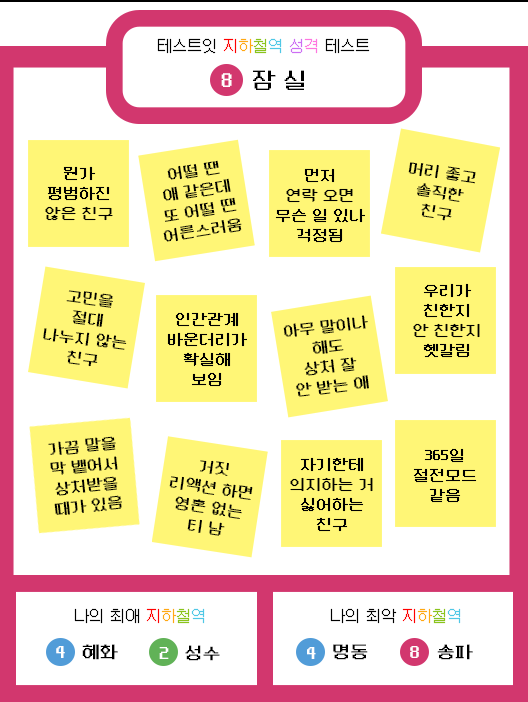 테스트잇 지하철역 성격 테스트
8 잠실
뭔가
평범하진
않은 친구
어떨 땐
애 같은데
또 어떨 땐
어른스러움
먼저
연락 오면
무슨 일 있나
걱정됨
머리 좋고
솔직한
친구
고민을
절대
나누지 않는
친구
인간관계
바운더리가
확실해
보임
아무 말이나
해도
상처 잘
안 받는 애
우리가
친한지
안 친한지
헷갈림
가끔 말을
막 뱉어서
상처받을
때가 있음
거짓
리액션 하면
영혼 없는
티 남
자기한테
의지하는 거
싫어하는
친구
365일
절전모드
같음
나의 최애 지하철역
4 혜화 2 성수
나의 최악 지하철역
4 명동 8 송파